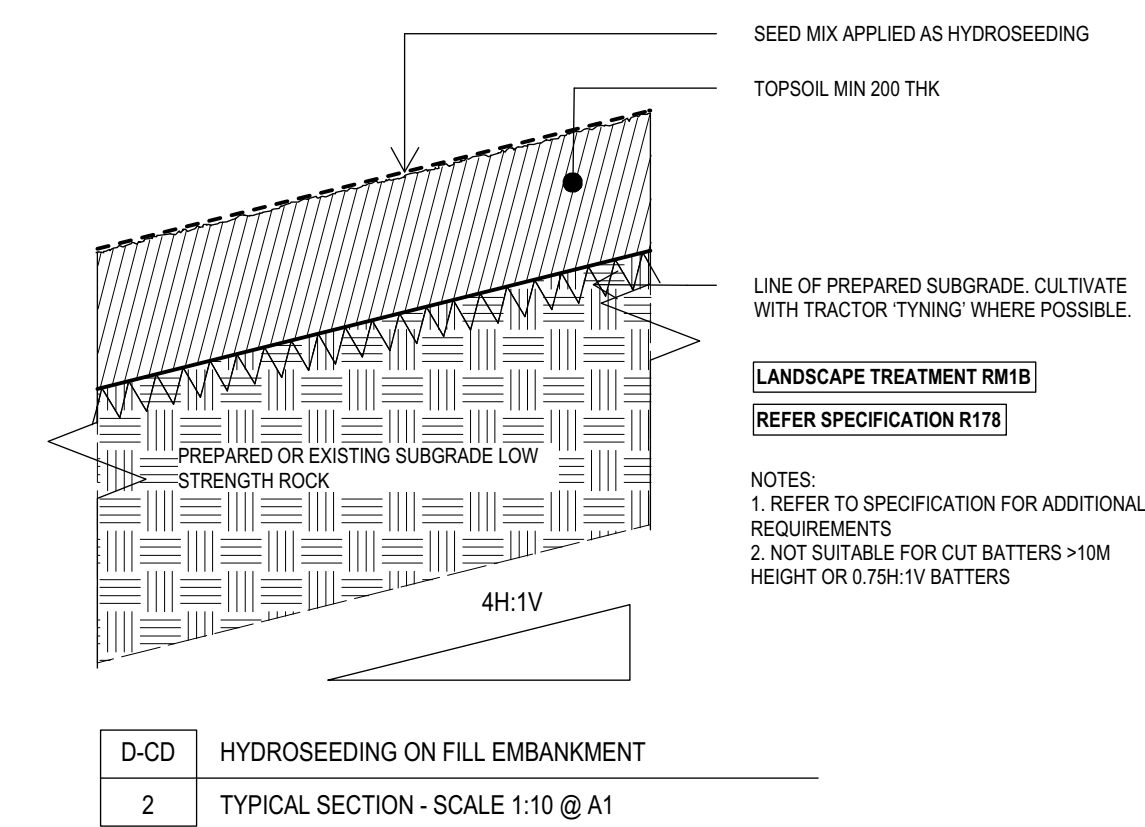 SEED MIX APPLIED AS HYDROSEEDING
TOPSOIL MIN 200 THK
LINE OF PREPARED SUBGRADE. CULTIVATE
WITH TRACTOR ‘TYNING’ WHERE POSSIBLE.
LANDSCAPE TREATMENT RM1B
REFER SPECIFICATION R178
PREPARED OR EXISTING SUBGRADE LOW
STRENGTH ROCK
NOTES:
1. REFER TO SPECIFICATION FOR ADDITIONAL
REQUIREMENTS
2. NOT SUITABLE FOR CUT BATTERS >10M
HEIGHT OR 0.75H:1V BATTERS
4H:1V
D-CD HYDROSEEDING ON FILL EMBANKMENT
2 TYPICAL SECTION - SCALE 1:10 @ A1